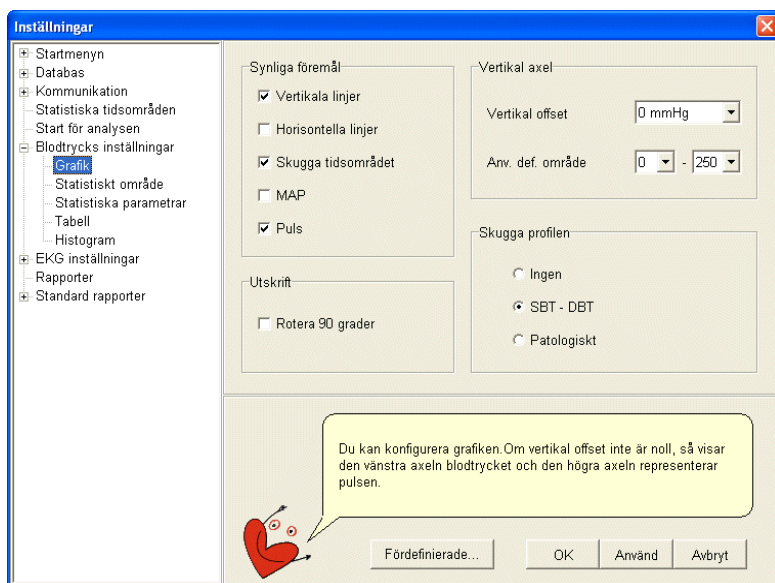 Inställningar
Startmenyn
Databas
Kommunikation
Statistiska tidsområden
Start för analysen
Blodtrycks inställningar
Grafik
Statistiskt område
Statistiska parametrar
Tabell
Histogram
EKG inställningar
Rapporter
Standard rapporter
Synliga föremål
Vertikala linjer
Horisontella linjer
Skugga tidsområdet
MAP
Puls
Utskrift
Rotera 90 grader
Vertikal axel
Vertikal offset 0 mmHg
Anv. def. område 0 - 250
Skugga profilen
Ingen
SBT - DBT
Patologiskt
Du kan konfigurera grafiken.Om vertikal offset inte är noll, så visar
den vänstra axeln blodtrycket och den högra axeln representerar
pulsen.
Fördefinierade... OK Använd Avbryt